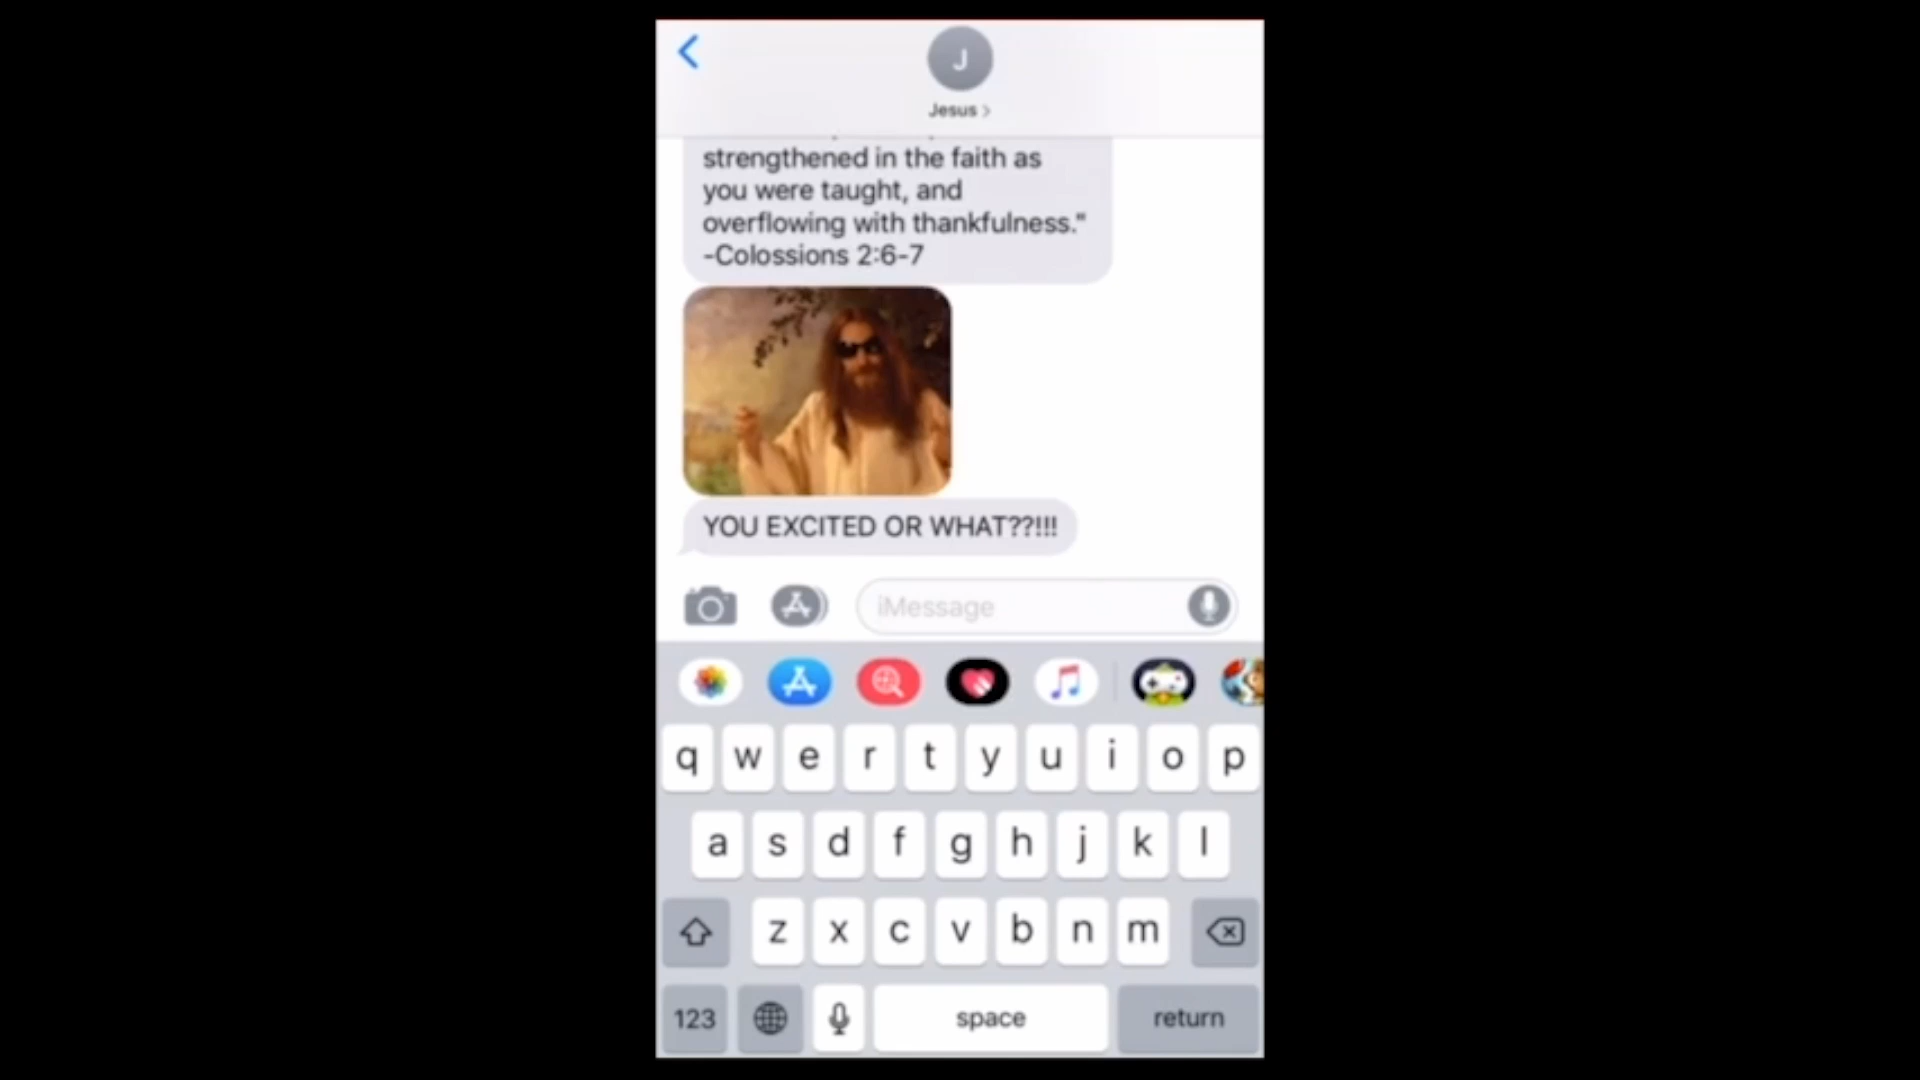 J
Jesus >
strengthened in the faith as
you were taught, and
overflowing with thankfulness."
-Colossions 2:6-7
YOU EXCITED OR WHAT??!!!
iMessage
q w e r t y u i o p
a s d f g h j k l
z x c v b n m
123 space return